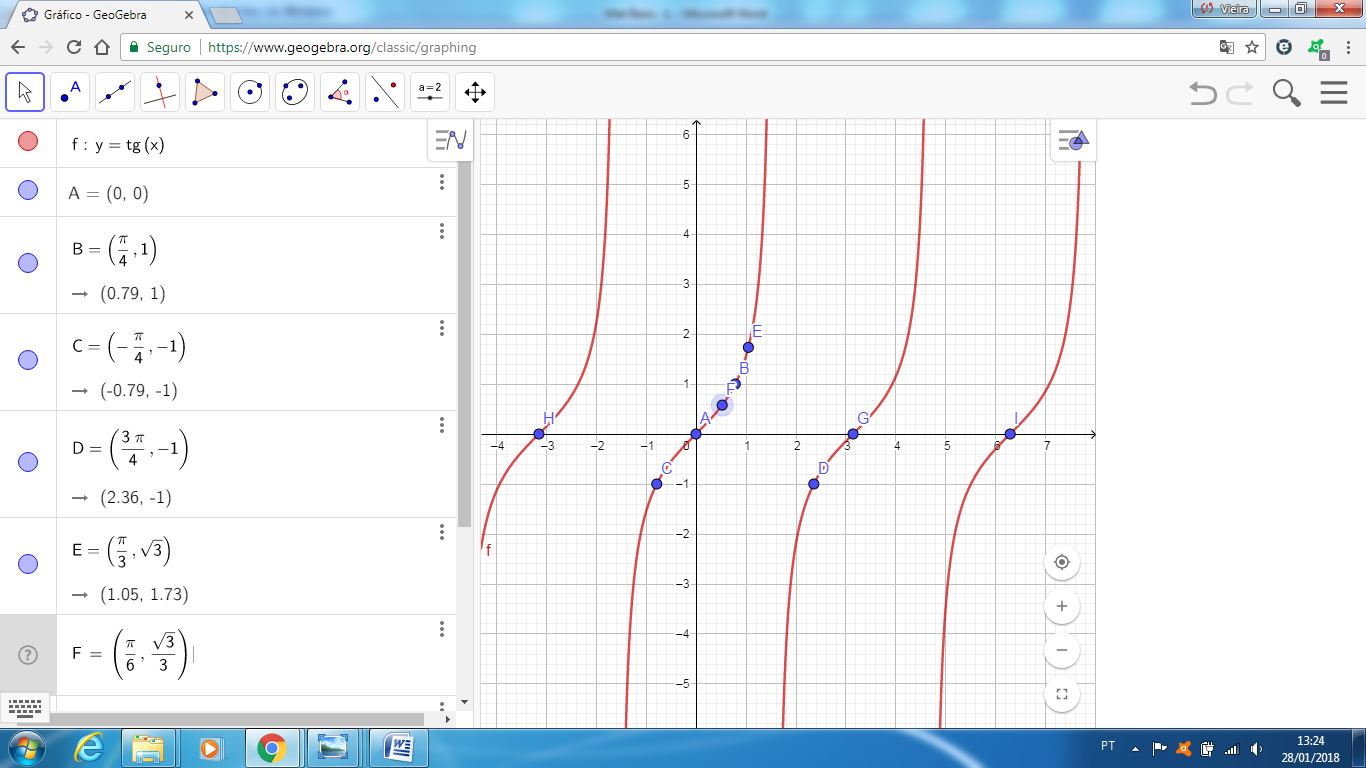 Gráfico - GeoGebra
Vieira
Seguro
https://www.geogebra.org/classic/graphing
A
α
a = 2
f : y = tg (x)
A = (0, 0)
B = (π/4 , 1)
→ (0.79, 1)
C = (− π/4 , −1)
→ (-0.79, -1)
D = (3 π/4 , −1)
→ (2.36, -1)
E = (π/3 , √3)
→ (1.05, 1.73)
F = (π/6 , √3/3)
6
5
4
3
2
1
−1
−2
−3
−4
−5
−4
−3
−2
−1
0
1
2
3
4
5
6
7
H
C
A
F
B
E
D
G
I
f
PT
13:24
28/01/2018